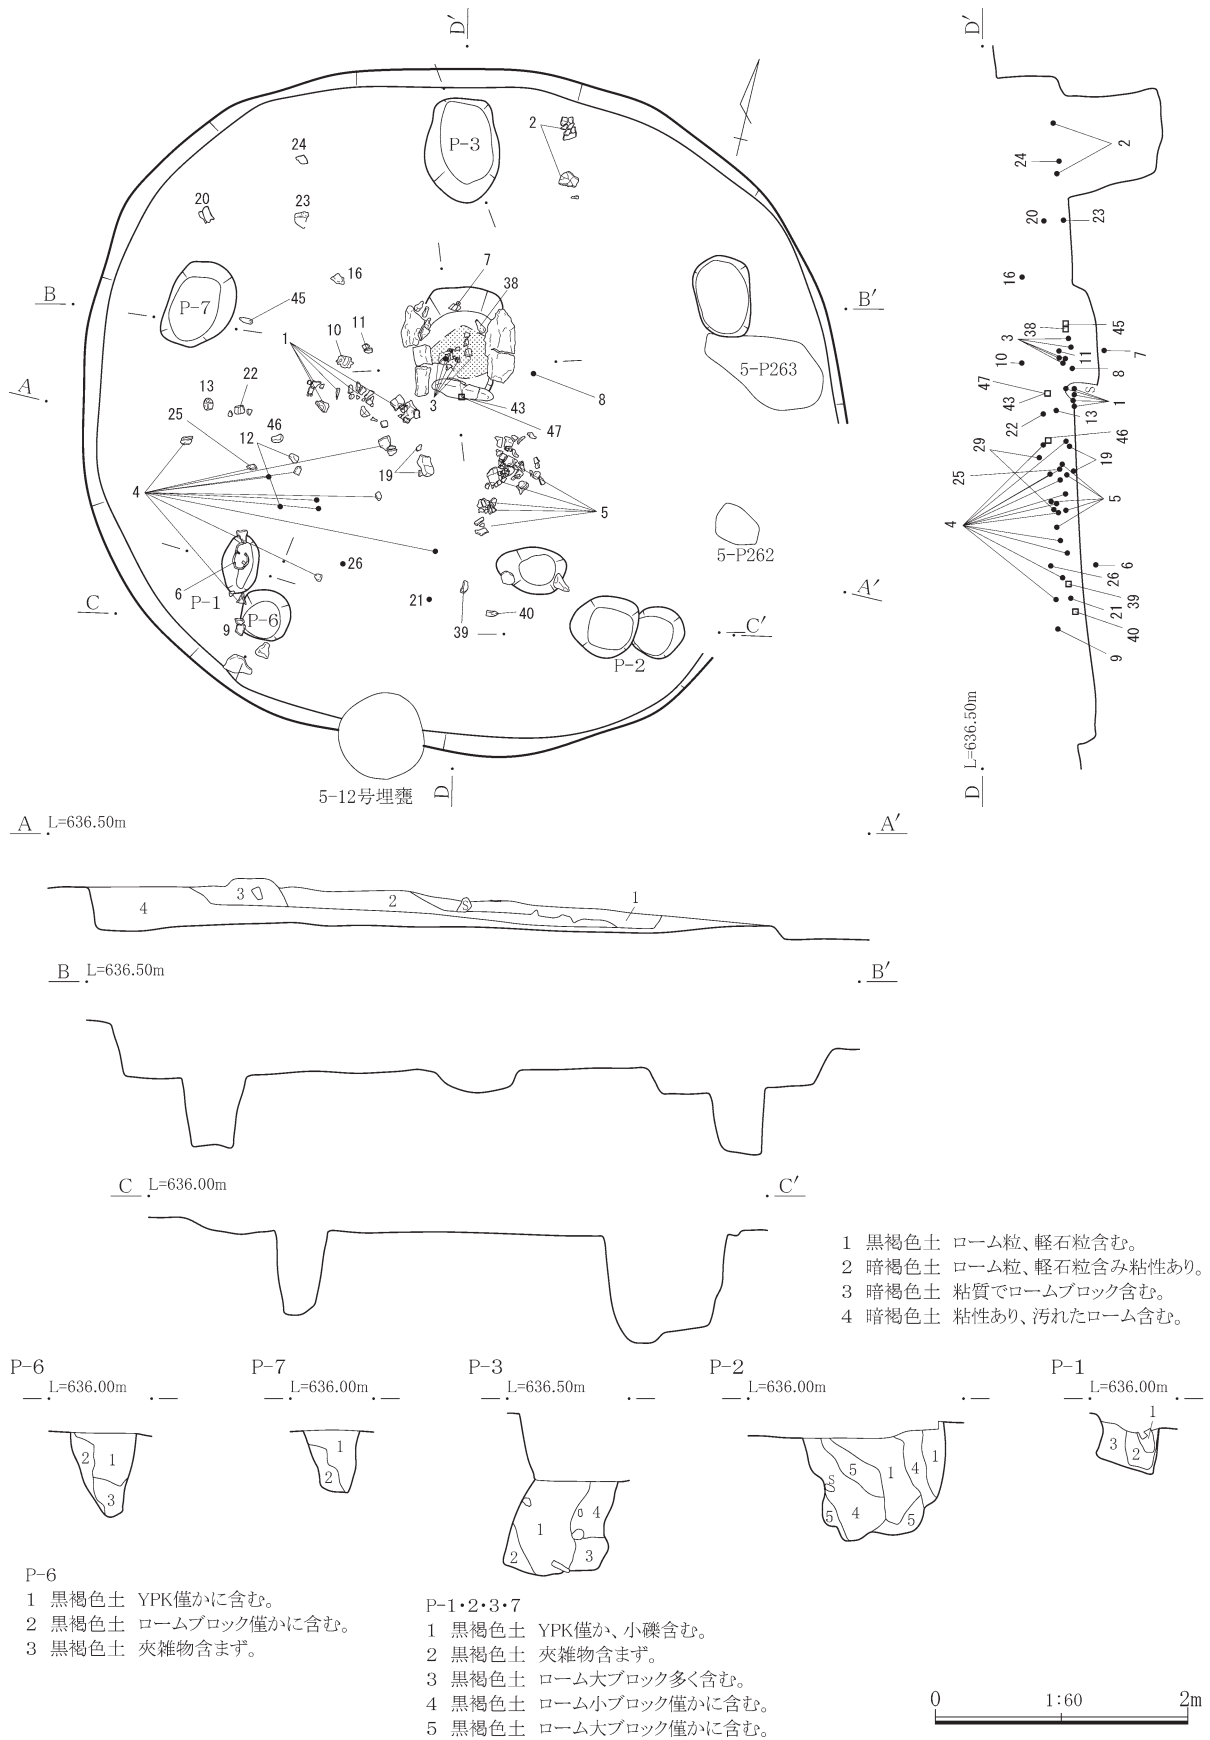 D′
D′
P-3
2
24
20
23
16
7
38
P-7
45
B
B′
1
10
11
5-P263
A
13
22
3
43
47
8
25
46
12
19
4
5
5-P262
26
6
P-1
C
P-6
9
21
39
40
A′
C′
P-2
5-12号埋甕
D
2
24
20
23
16
38
45
3
11
7
10
8
47
43
S
1
22
13
46
29
19
25
5
4
6
26
39
21
40
9
L=636.50m
D
A L=636.50m A′
4
3
2
S
1
B L=636.50m B′
C L=636.00m C′
1 黒褐色土 ローム粒、軽石粒含む。
2 暗褐色土 ローム粒、軽石粒含み粘性あり。
3 暗褐色土 粘質でロームブロック含む。
4 暗褐色土 粘性あり、汚れたローム含む。
P-6
L=636.00m
2 1
3
P-7
L=636.00m
1
2
P-3
L=636.50m
1 4
2 3
P-2
L=636.00m
5 1 4 1
S
5 4 5
P-1
L=636.00m
1
3 2
P-6
1 黒褐色土 YPK僅かに含む。
2 黒褐色土 ロームブロック僅かに含む。
3 黒褐色土 夾雑物含まず。
P-1・2・3・7
1 黒褐色土 YPK僅か、小礫含む。
2 黒褐色土 夾雑物含まず。
3 黒褐色土 ローム大ブロック多く含む。
4 黒褐色土 ローム小ブロック僅かに含む。
5 黒褐色土 ローム大ブロック僅かに含む。
0 1:60 2m